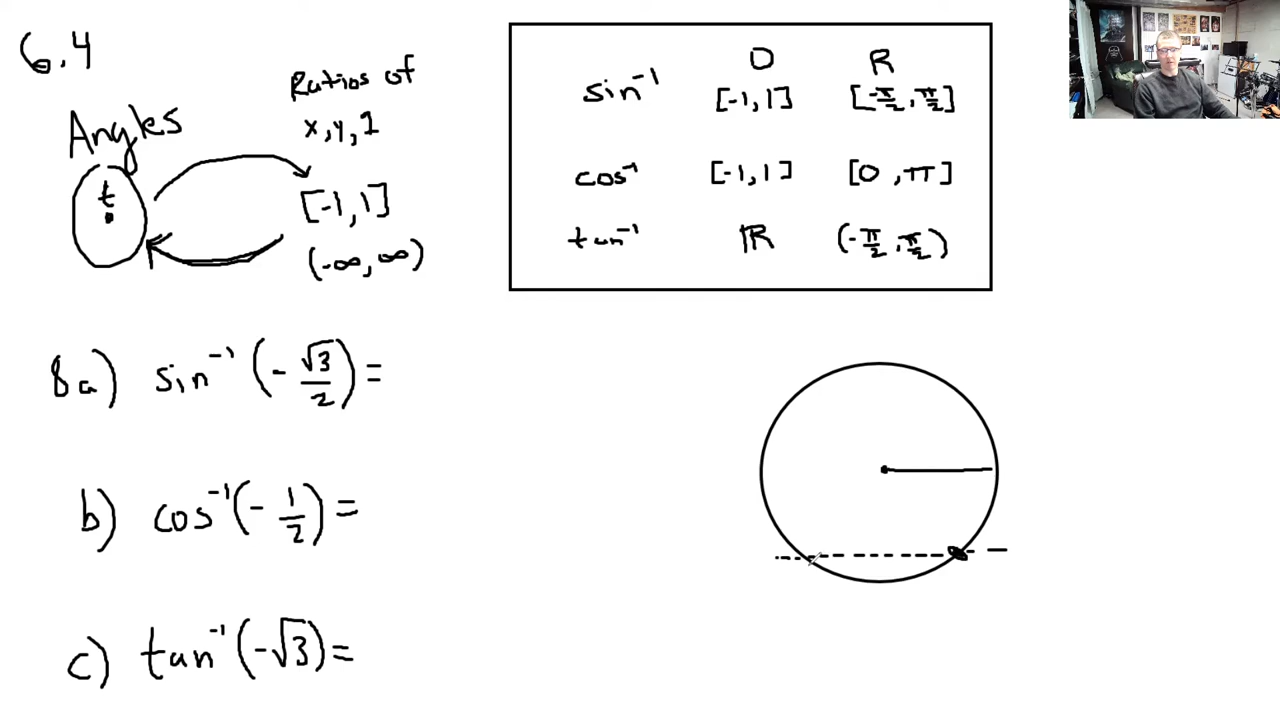 6.4
Angles
t
Ratios of
x, y, 1
[-1, 1]
(-∞, ∞)
D R
sin⁻¹ [-1, 1] [-π/2, π/2]
cos⁻¹ [-1, 1] [0, π]
tan⁻¹ ℝ (-π/2, π/2)
8a) sin⁻¹(-√3/2) =
b) cos⁻¹(-1/2) =
c) tan⁻¹(-√3) =